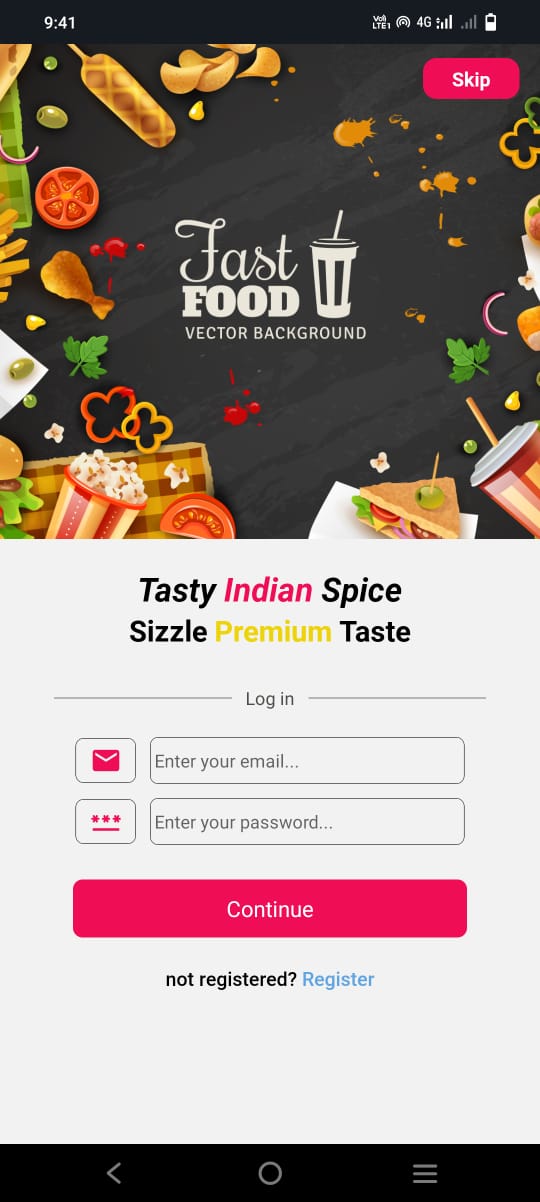 9:41
Vo) LTE1 4G
Skip
Fast
FOOD
VECTOR BACKGROUND
Tasty Indian Spice
Sizzle Premium Taste
Log in
Enter your email...
***
Enter your password...
Continue
not registered? Register